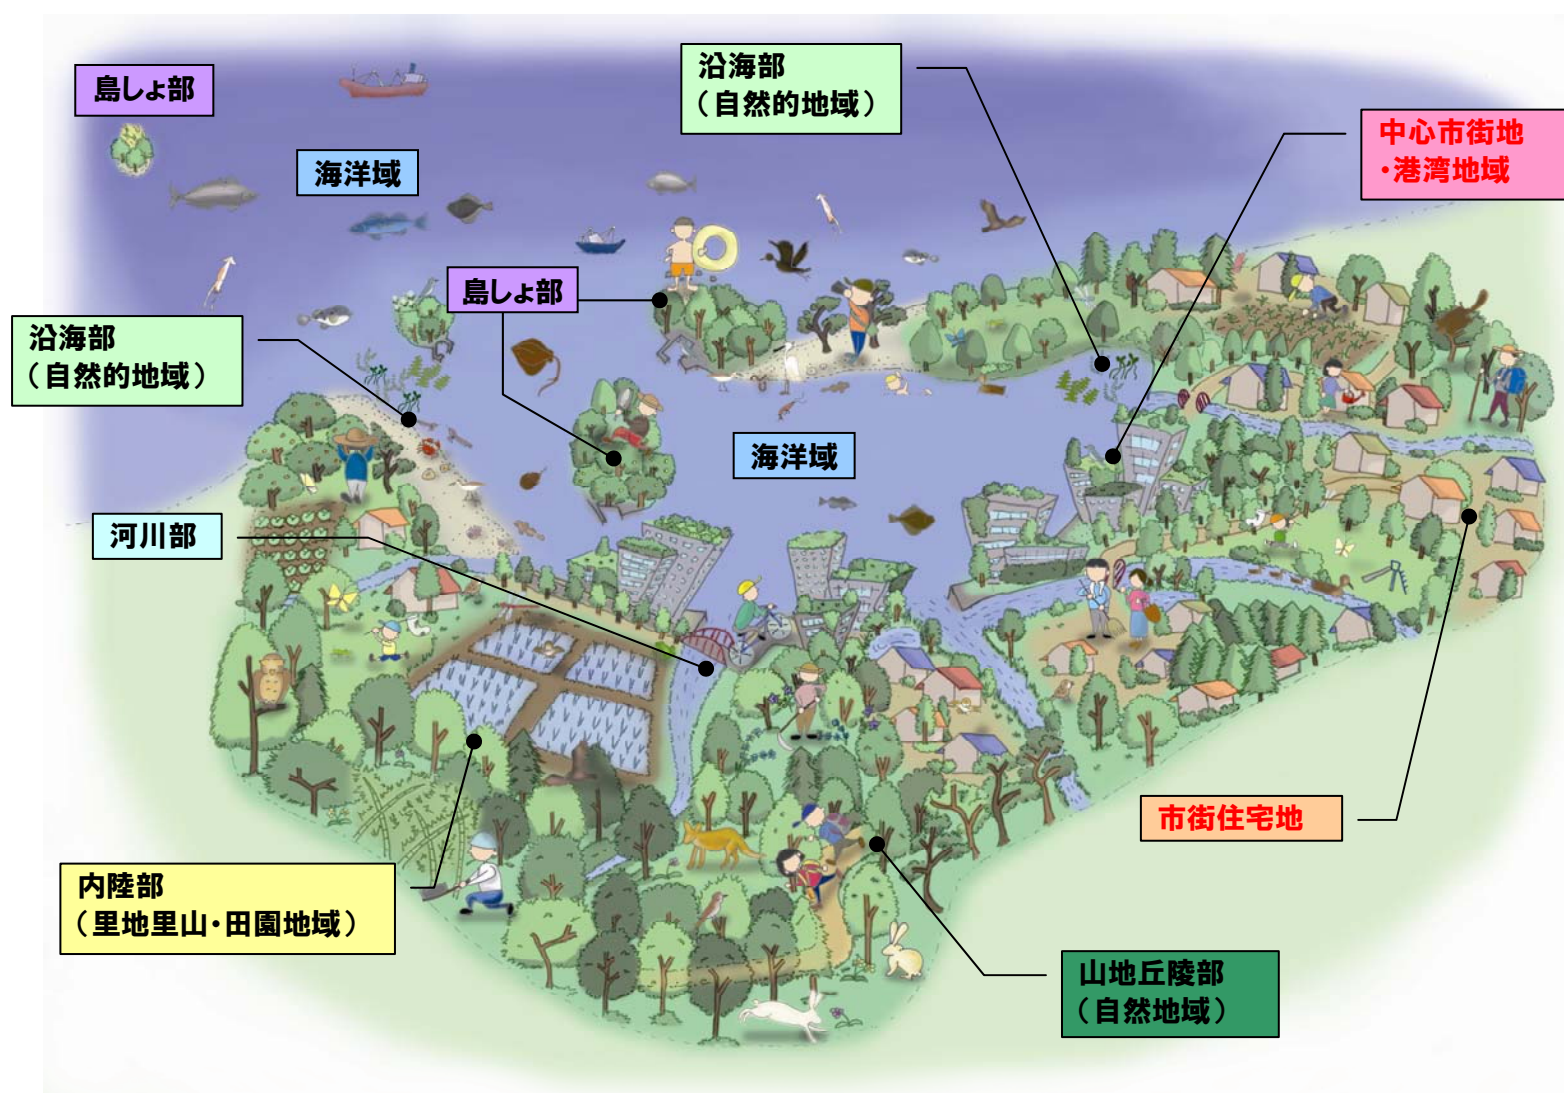 沿海部
（自然的地域）
島しょ部
中心市街地
・港湾地域
海洋域
島しょ部
沿海部
（自然的地域）
海洋域
河川部
市街住宅地
内陸部
（里地里山・田園地域）
山地丘陵部
（自然地域）